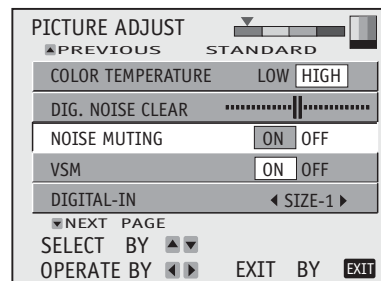 PICTURE ADJUST
PREVIOUS STANDARD
COLOR TEMPERATURE LOW HIGH
DIG. NOISE CLEAR
NOISE MUTING ON OFF
VSM ON OFF
DIGITAL-IN SIZE-1
NEXT PAGE
SELECT BY
OPERATE BY EXIT BY EXIT